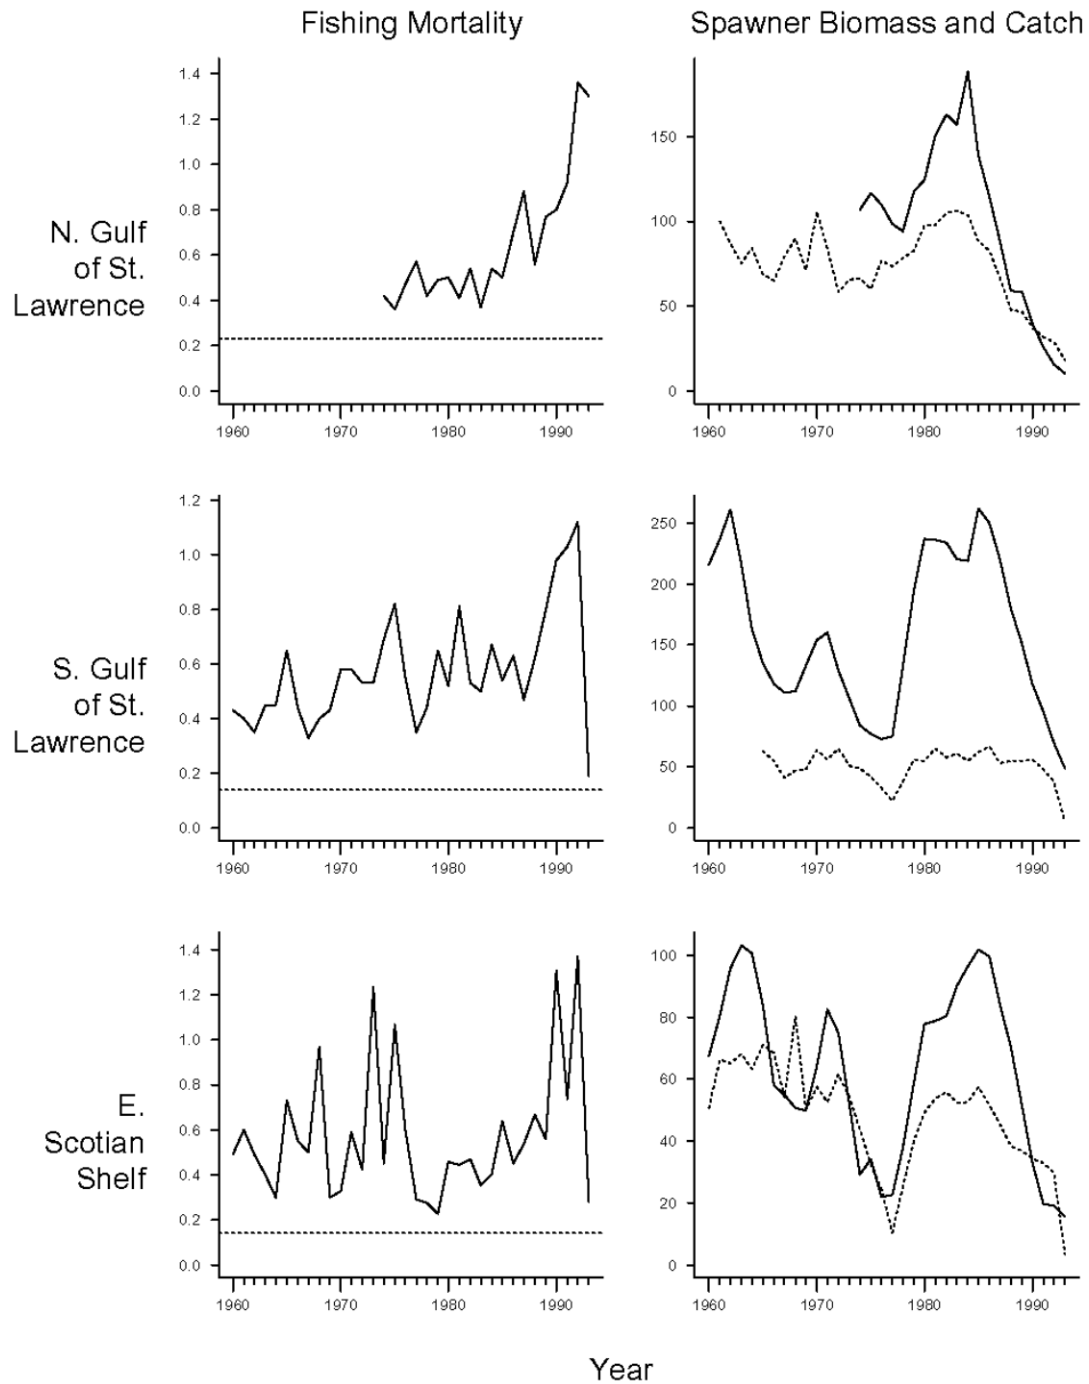 Fishing Mortality
Spawner Biomass and Catch
N. Gulf
of St.
Lawrence
1.4
1.2
1.0
0.8
0.6
0.4
0.2
0.0
1960 1970 1980 1990
150
100
50
0
1960 1970 1980 1990
S. Gulf
of St.
Lawrence
1.2
1.0
0.8
0.6
0.4
0.2
0.0
1960 1970 1980 1990
250
200
150
100
50
0
1960 1970 1980 1990
E.
Scotian
Shelf
1.4
1.2
1.0
0.8
0.6
0.4
0.2
0.0
1960 1970 1980 1990
100
80
60
40
20
0
1960 1970 1980 1990
Year